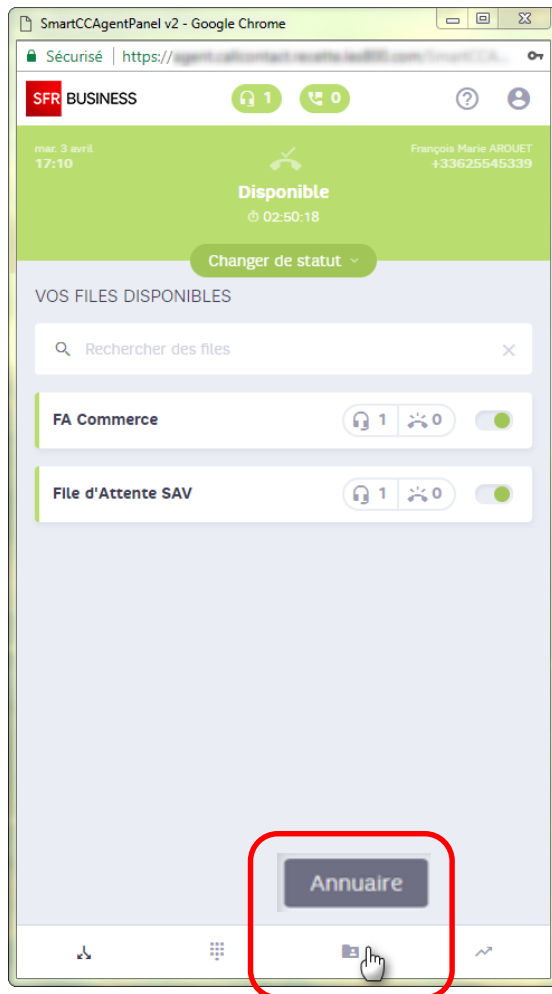 SmartCCAgentPanel v2 - Google Chrome
Sécurisé | https://
SFR BUSINESS 1 0
mar. 3 avril
17:10
François Marie AROUET
+33625545339
Disponible
02:50:18
Changer de statut
VOS FILES DISPONIBLES
Rechercher des files
FA Commerce 1 0
File d'Attente SAV 1 0
Annuaire